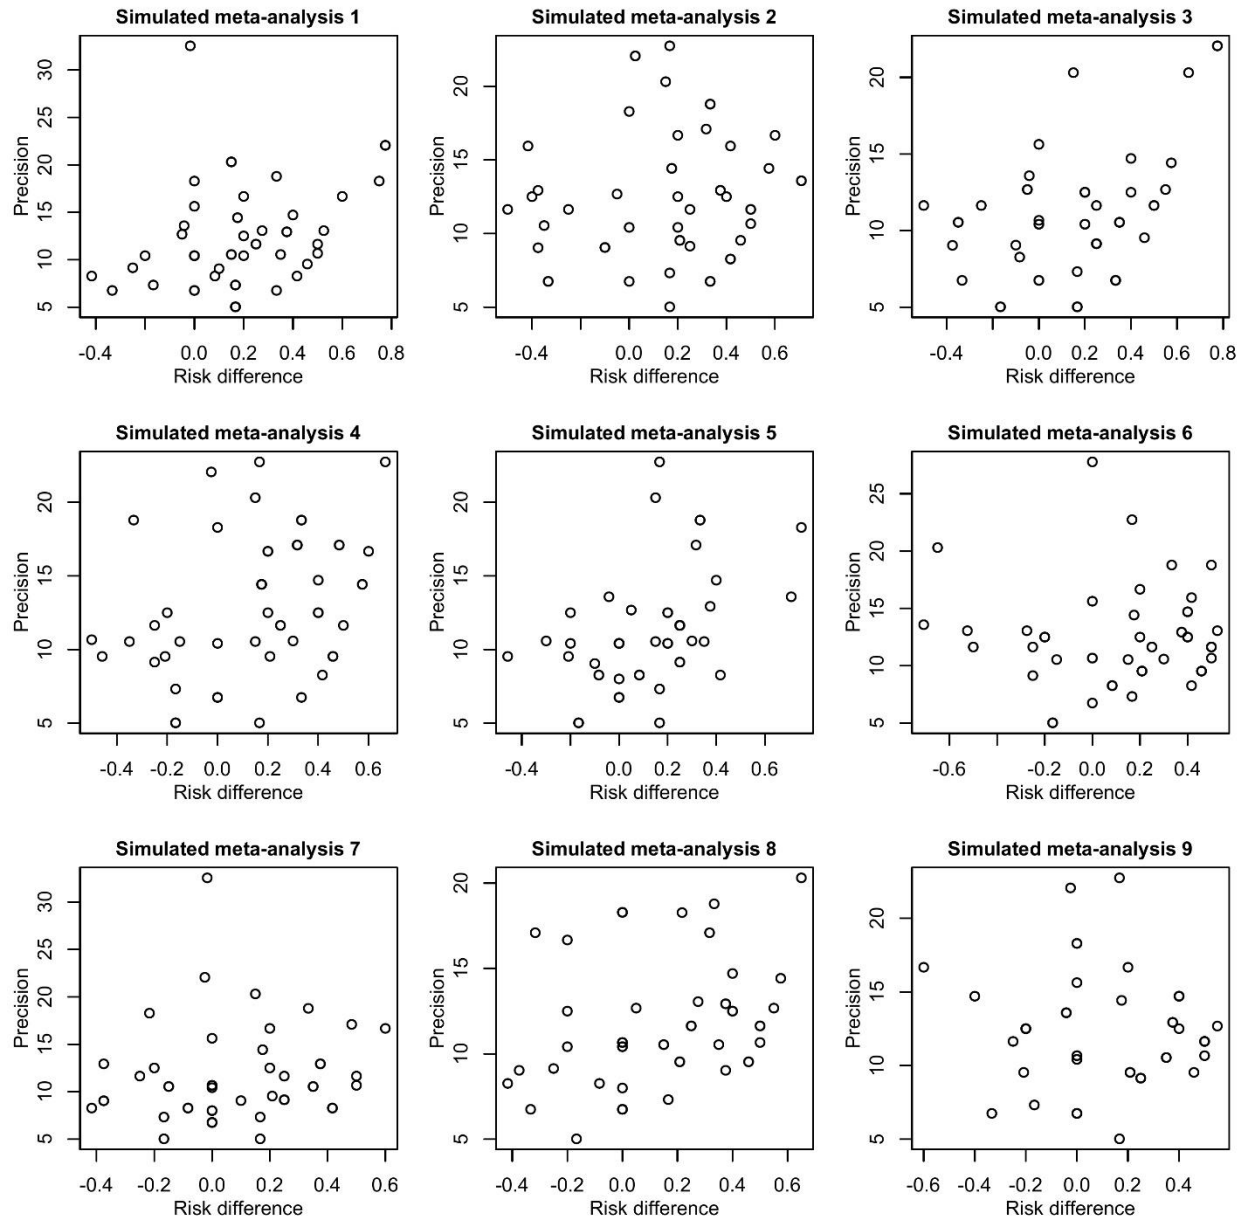 Simulated meta-analysis 1
Precision
5 10 15 20 25 30
-0.4 0.0 0.2 0.4 0.6 0.8
Risk difference
Simulated meta-analysis 2
Precision
5 10 15 20
-0.4 -0.2 0.0 0.2 0.4 0.6
Risk difference
Simulated meta-analysis 3
Precision
5 10 15 20
-0.4 0.0 0.2 0.4 0.6 0.8
Risk difference
Simulated meta-analysis 4
Precision
5 10 15 20
-0.4 -0.2 0.0 0.2 0.4 0.6
Risk difference
Simulated meta-analysis 5
Precision
5 10 15 20
-0.4 0.0 0.2 0.4 0.6
Risk difference
Simulated meta-analysis 6
Precision
5 10 15 20 25
-0.6 -0.2 0.0 0.2 0.4
Risk difference
Simulated meta-analysis 7
Precision
5 10 15 20 25 30
-0.4 -0.2 0.0 0.2 0.4 0.6
Risk difference
Simulated meta-analysis 8
Precision
5 10 15 20
-0.4 -0.2 0.0 0.2 0.4 0.6
Risk difference
Simulated meta-analysis 9
Precision
5 10 15 20
-0.6 -0.4 -0.2 0.0 0.2 0.4
Risk difference